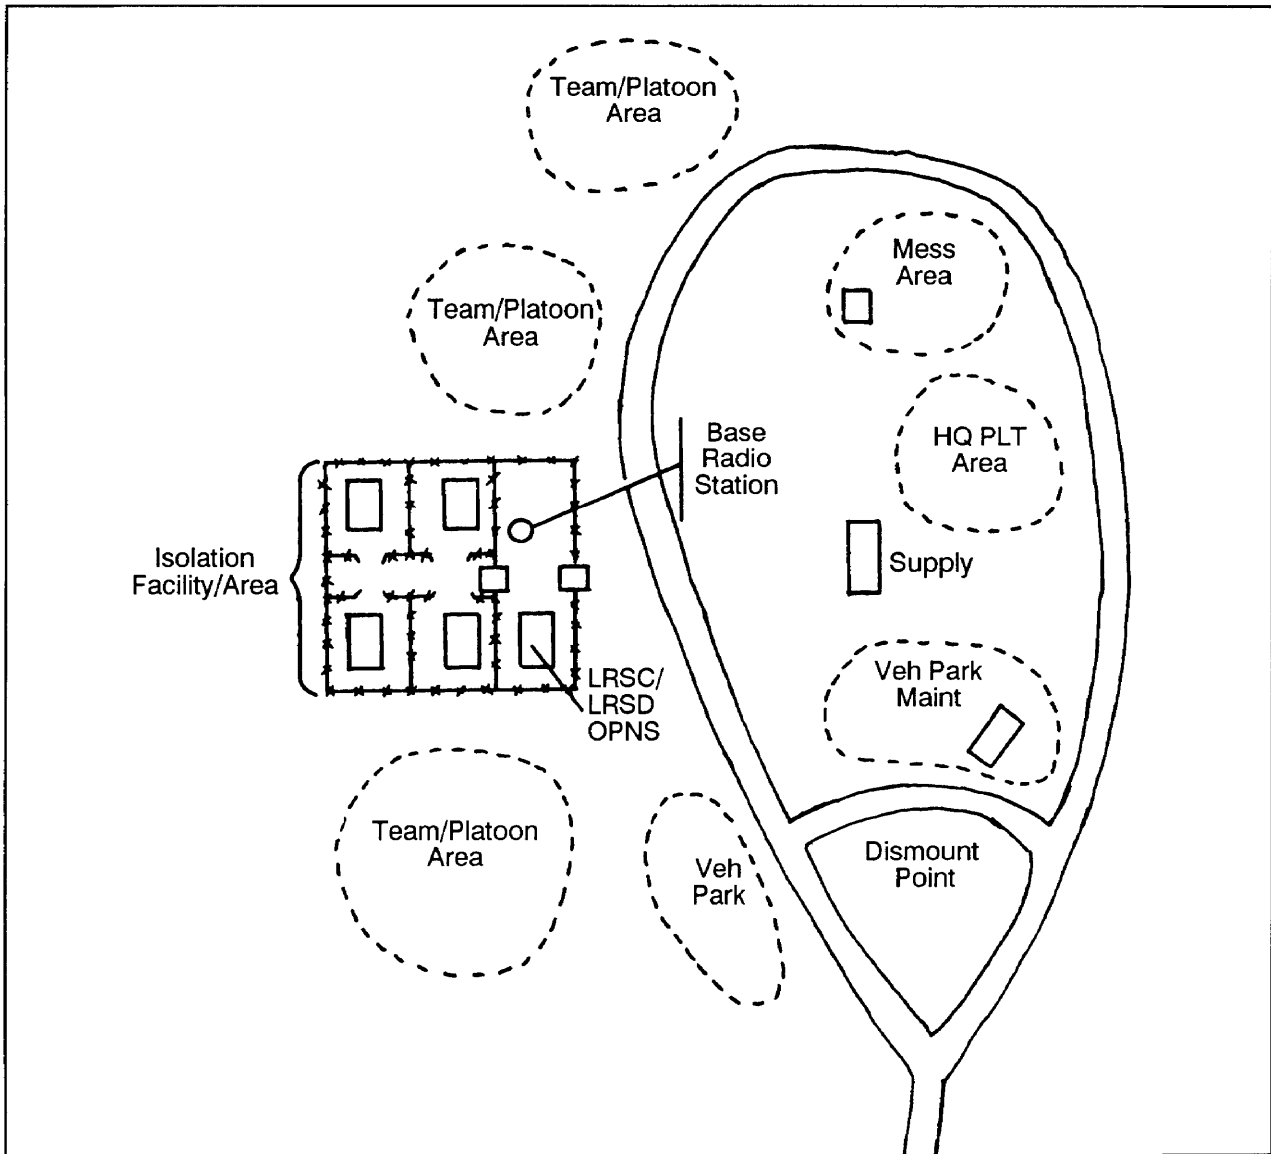 Team/Platoon
Area
Mess
Area
Team/Platoon
Area
Base
Radio
Station
HQ PLT
Area
Isolation
Facility/Area
Supply
LRSC/
LRSD
OPNS
Veh Park
Maint
Team/Platoon
Area
Veh
Park
Dismount
Point